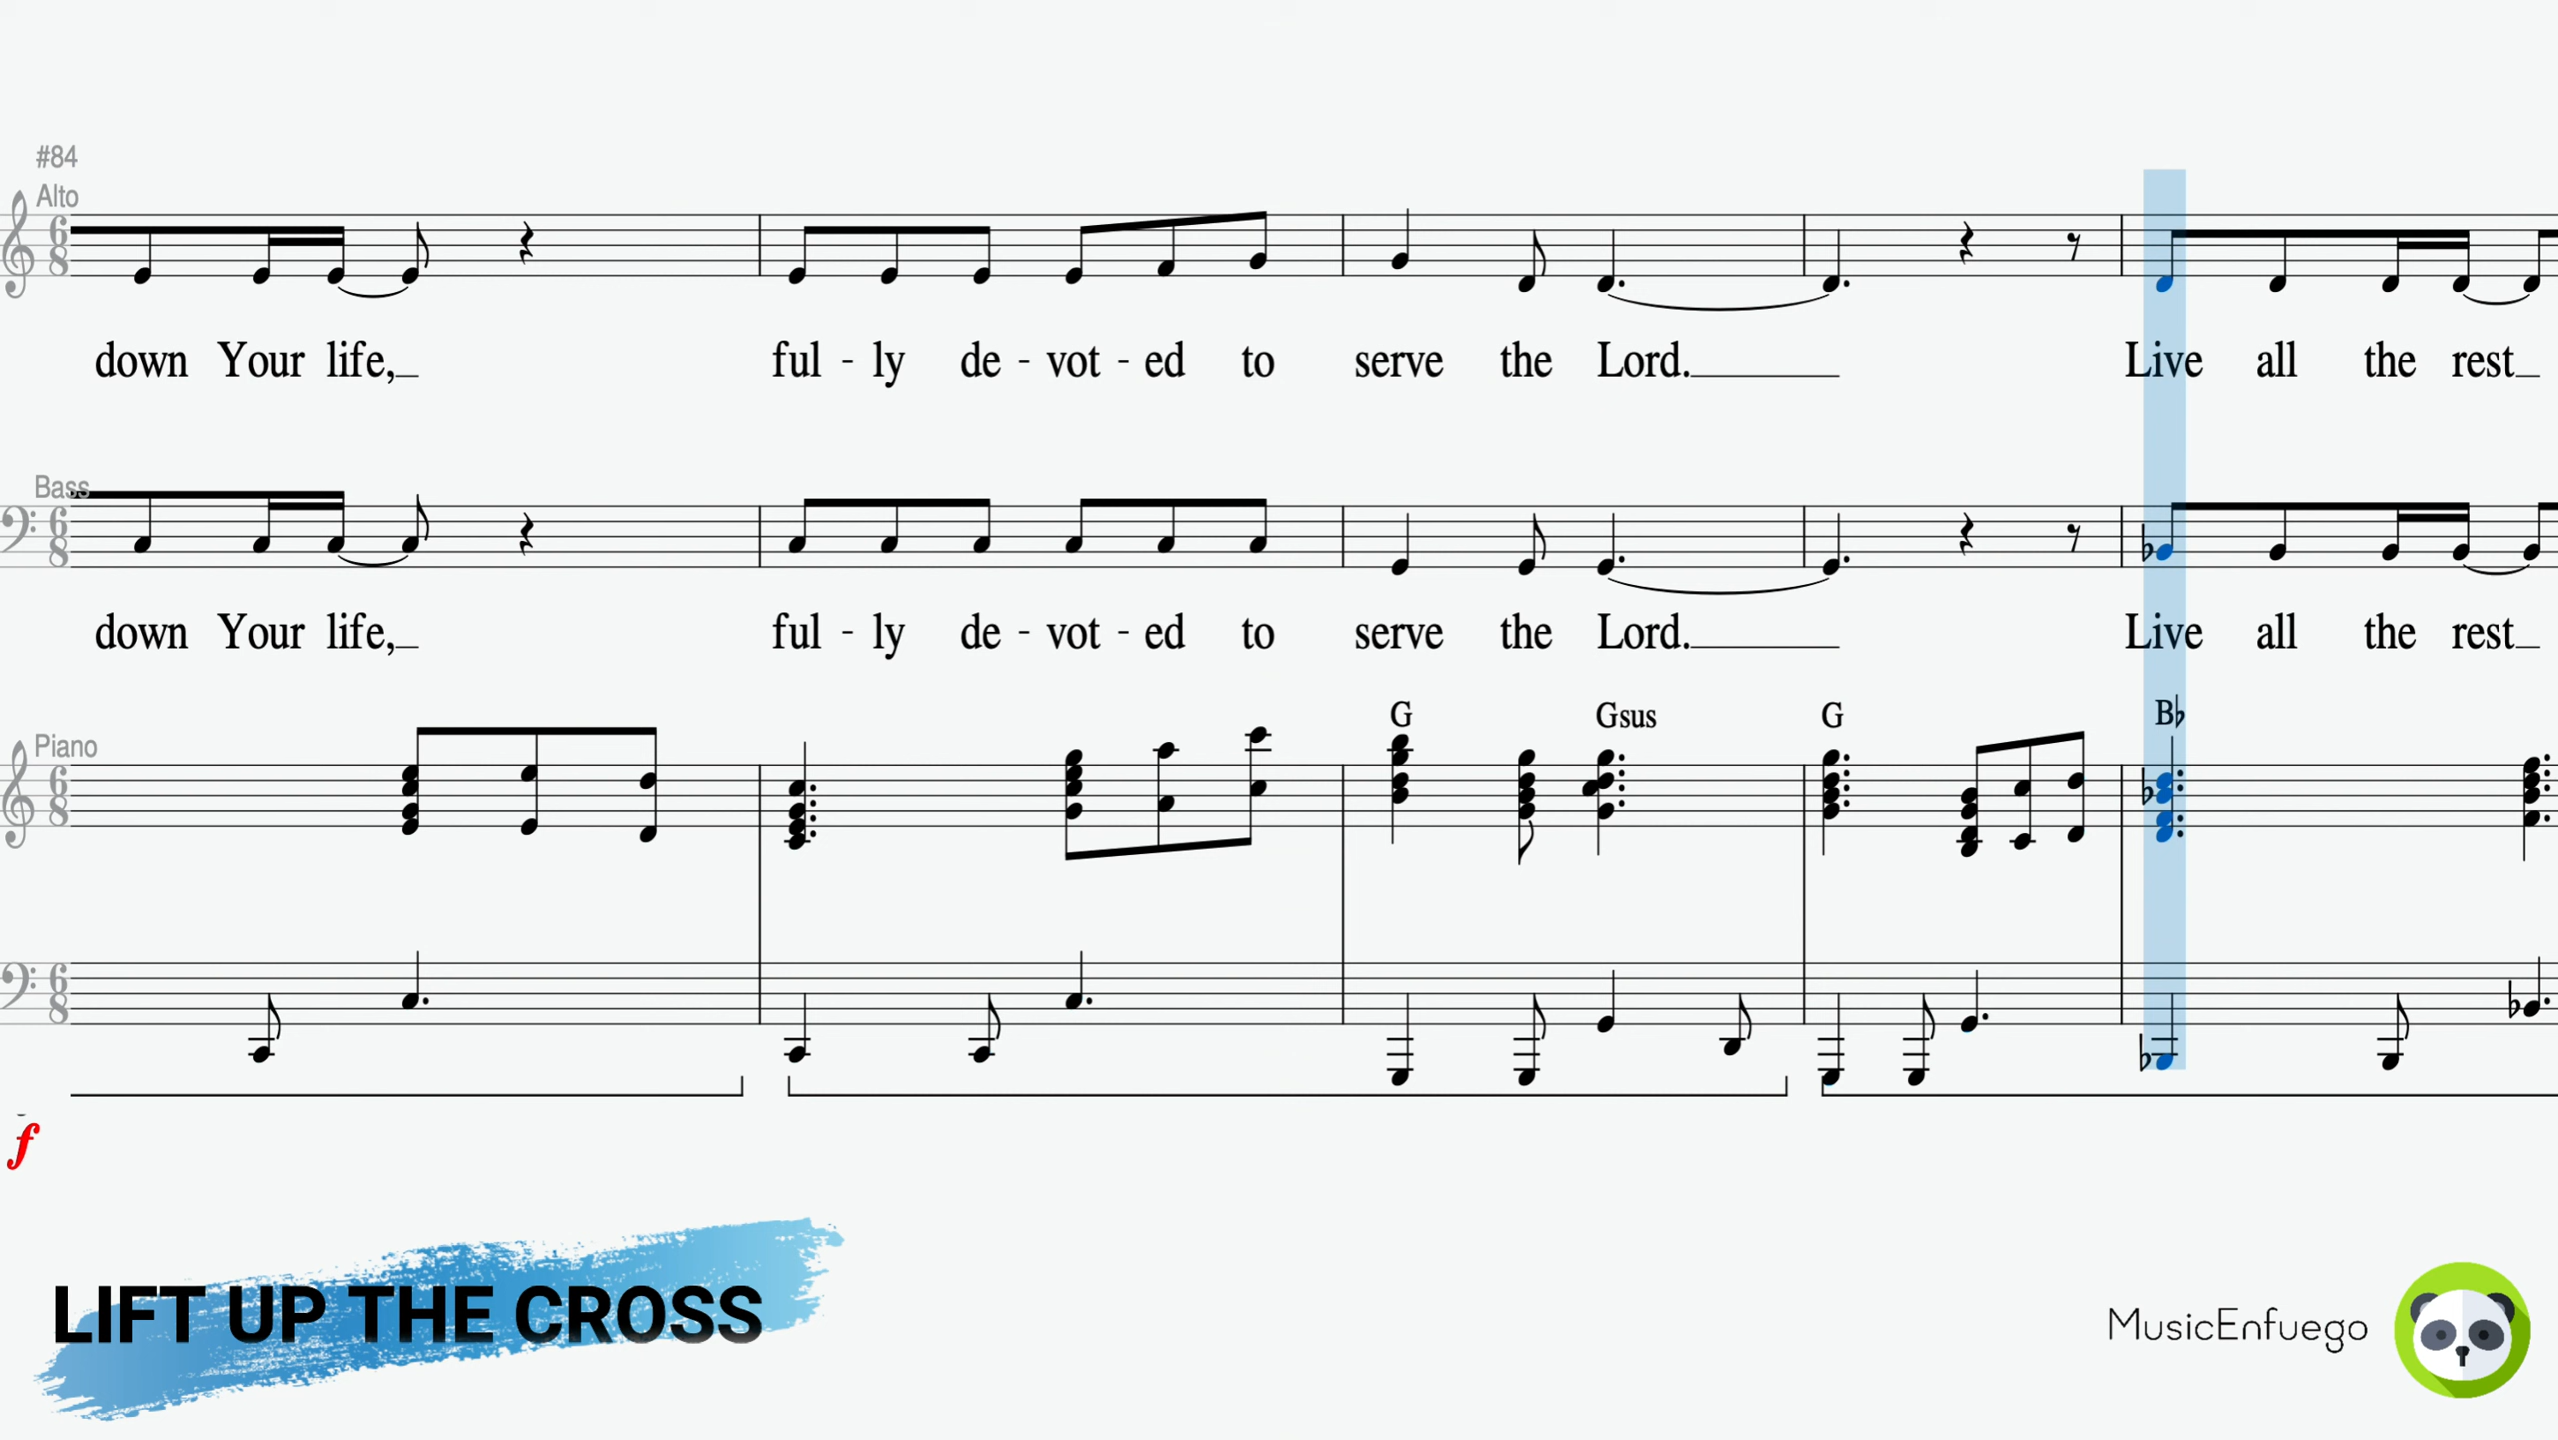 #84
Alto
down Your life,_ ful - ly de - vot - ed to serve the Lord.____ Live all the rest_
Bass
down Your life,_ ful - ly de - vot - ed to serve the Lord.____ Live all the rest_
G Gsus G B♭
Piano
f
LIFT UP THE CROSS
MusicEnfuego